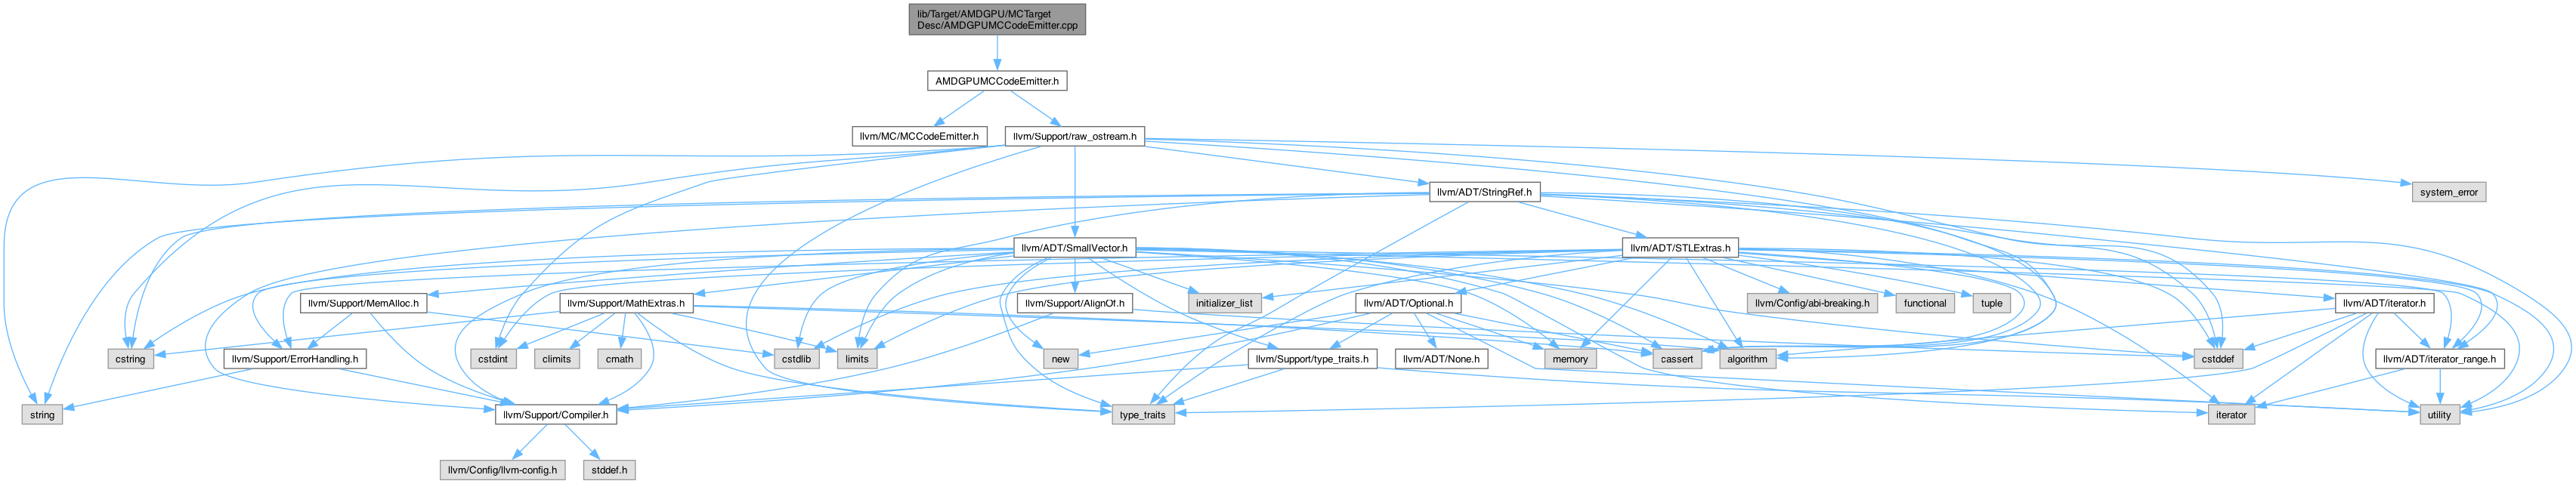 lib/Target/AMDGPU/MCTarget
Desc/AMDGPUMCCodeEmitter.cpp
AMDGPUMCCodeEmitter.h
llvm/MC/MCCodeEmitter.h
llvm/Support/raw_ostream.h
llvm/ADT/StringRef.h
system_error
llvm/ADT/SmallVector.h
llvm/ADT/STLExtras.h
llvm/Support/MemAlloc.h
llvm/Support/MathExtras.h
llvm/Support/AlignOf.h
initializer_list
llvm/ADT/Optional.h
llvm/Config/abi-breaking.h
functional
tuple
llvm/ADT/iterator.h
cstring
llvm/Support/ErrorHandling.h
cstdint
climits
cmath
cstdlib
limits
new
llvm/Support/type_traits.h
llvm/ADT/None.h
memory
cassert
algorithm
cstddef
llvm/ADT/iterator_range.h
string
llvm/Support/Compiler.h
type_traits
iterator
utility
llvm/Config/llvm-config.h
stddef.h